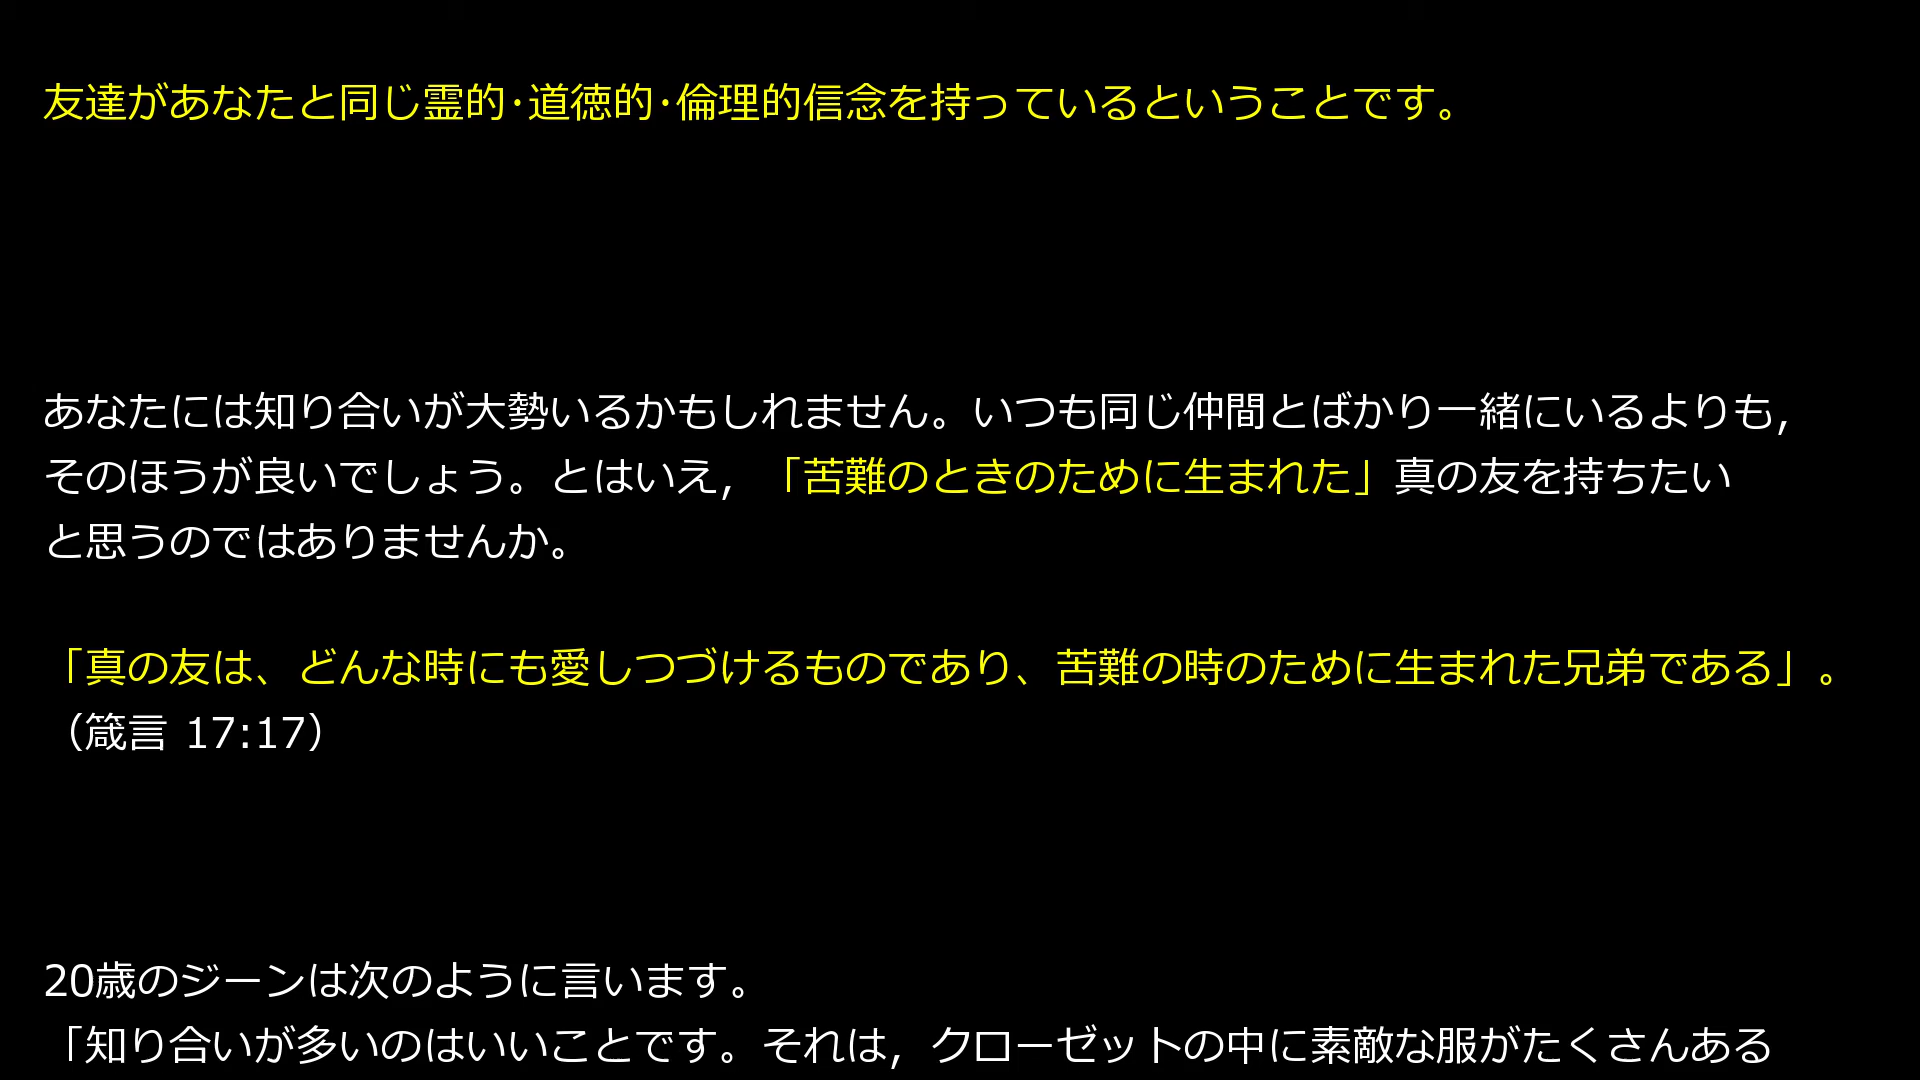 友達があなたと同じ霊的･道徳的･倫理的信念を持っているということです。
あなたには知り合いが大勢いるかもしれません。いつも同じ仲間とばかり一緒にいるよりも,
そのほうが良いでしょう。とはいえ, 「苦難のときのために生まれた」真の友を持ちたい
と思うのではありませんか。
「真の友は、どんな時にも愛しつづけるものであり、苦難の時のために生まれた兄弟である」。
（箴言 17:17）
20歳のジーンは次のように言います。
「知り合いが多いのはいいことです。それは, クローゼットの中に素敵な服がたくさんある